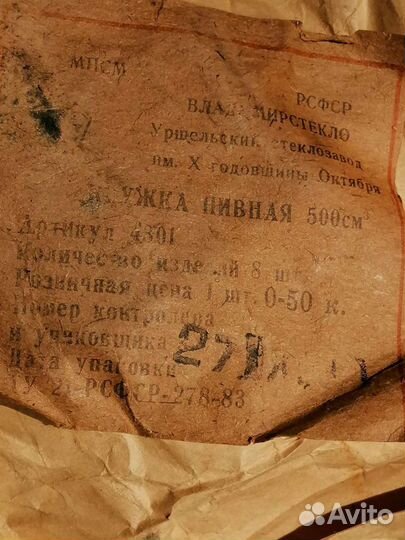 МПСМ РСФСР
ВЛАДИМИРСТЕКЛО
Уршельский стеклозавод
им. X годовщины Октября
КРУЖКА ПИВНАЯ 500см³
Артикул 4301
Количество изделий 8 шт.
Розничная цена 1 шт. 0-50 к.
Номер контролера
и упаковщика 271
Дата упаковки
ТУ 21-РСФСР-278-83
Avito